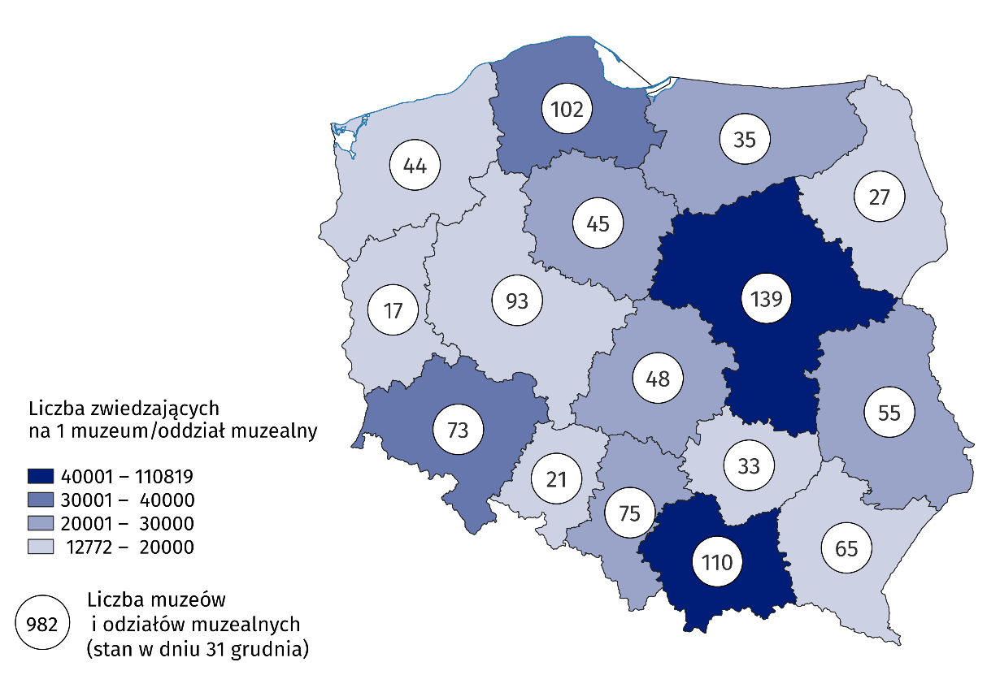 102
35
44
27
45
139
93
17
48
Liczba zwiedzających
na 1 muzeum/oddział muzealny
55
73
33
21
40001 – 110819
30001 – 40000
20001 – 30000
12772 – 20000
75
65
110
982
Liczba muzeów
i odziałów muzealnych
(stan w dniu 31 grudnia)